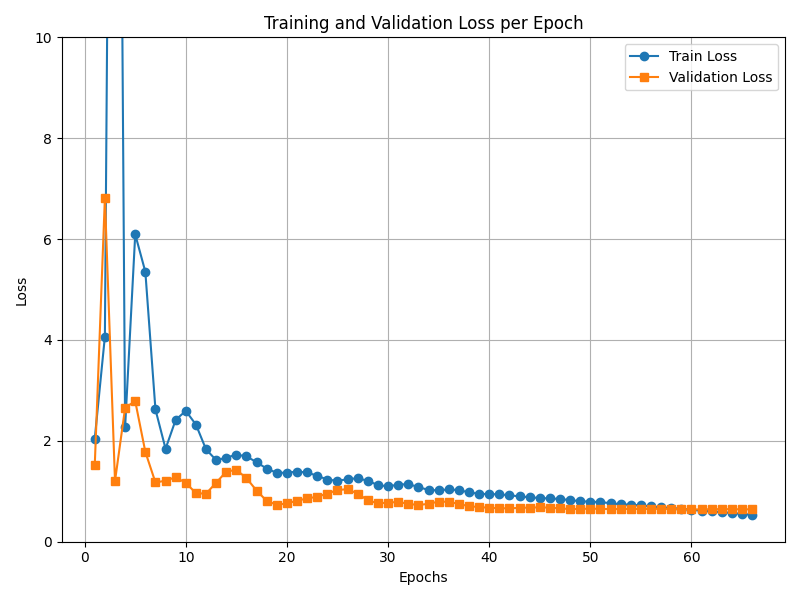 Training and Validation Loss per Epoch
10
8
6
4
2
0
Loss
Train Loss
Validation Loss
0 10 20 30 40 50 60
Epochs